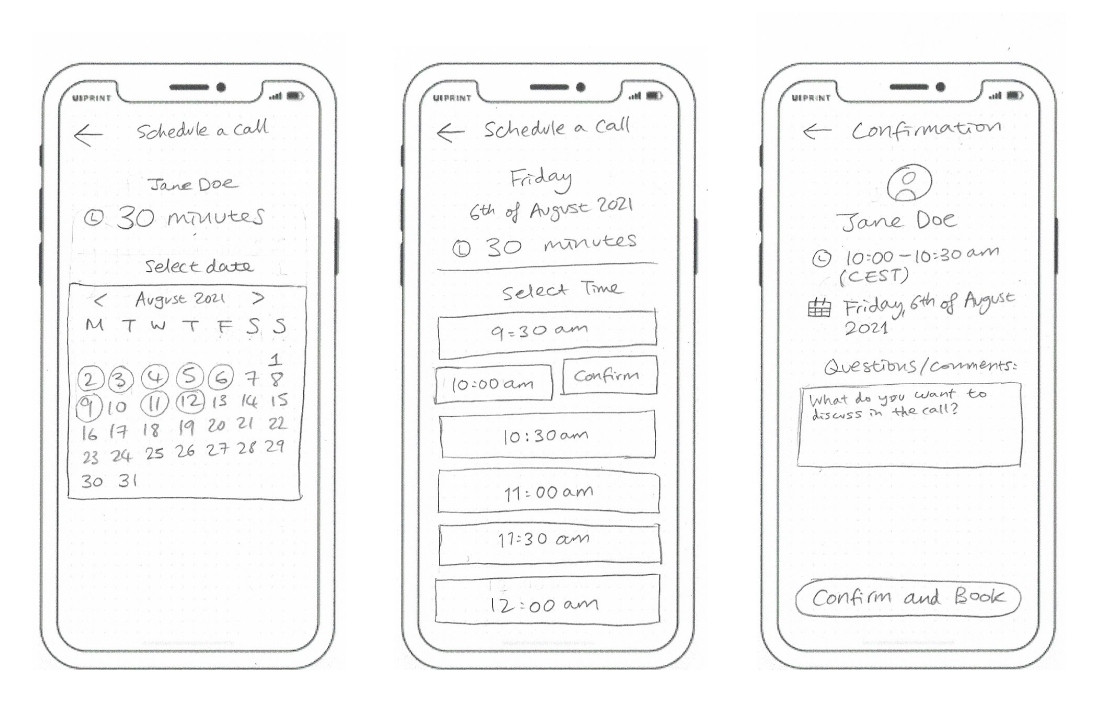 UIPRINT
← Schedule a call
Jane Doe
30 minutes
Select date
< August 2021 >
M T W T F S S
1
2 3 4 5 6 7 8
9 10 11 12 13 14 15
16 17 18 19 20 21 22
23 24 25 26 27 28 29
30 31
UIPRINT
← Schedule a call
Friday
6th of August 2021
30 minutes
Select Time
9:30 am
10:00 am Confirm
10:30 am
11:00 am
11:30 am
12:00 am
UIPRINT
← Confirmation
Jane Doe
10:00 - 10:30 am
(CEST)
Friday, 6th of August
2021
Questions/comments:
What do you want to
discuss in the call?
Confirm and Book